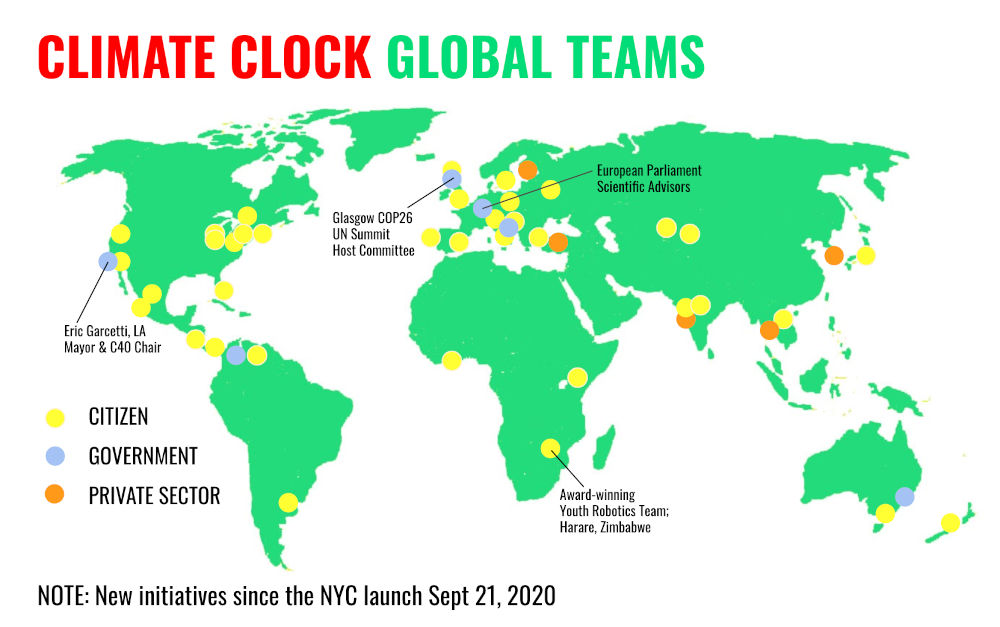 CLIMATE CLOCK GLOBAL TEAMS
European Parliament
Scientific Advisors
Glasgow COP26
UN Summit
Host Committee
Eric Garcetti, LA
Mayor & C40 Chair
CITIZEN
GOVERNMENT
PRIVATE SECTOR
Award-winning
Youth Robotics Team;
Harare, Zimbabwe
NOTE: New initiatives since the NYC launch Sept 21, 2020